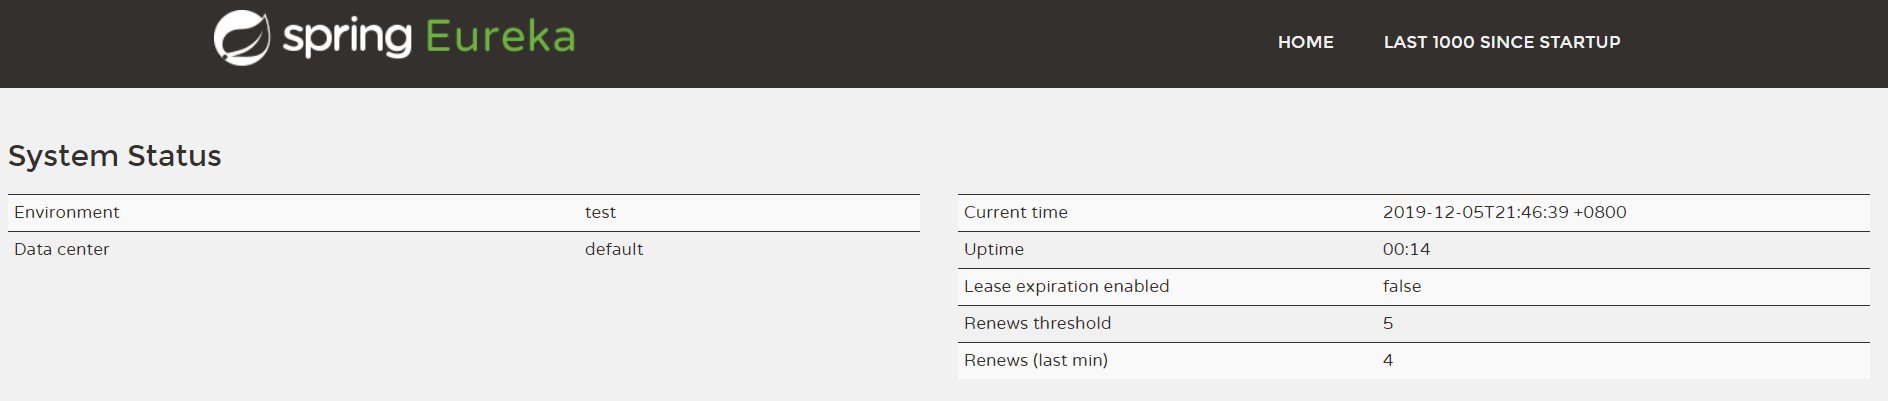 spring Eureka
HOME LAST 1000 SINCE STARTUP
System Status
Environment test
Data center default
Current time 2019-12-05T21:46:39 +0800
Uptime 00:14
Lease expiration enabled false
Renews threshold 5
Renews (last min) 4